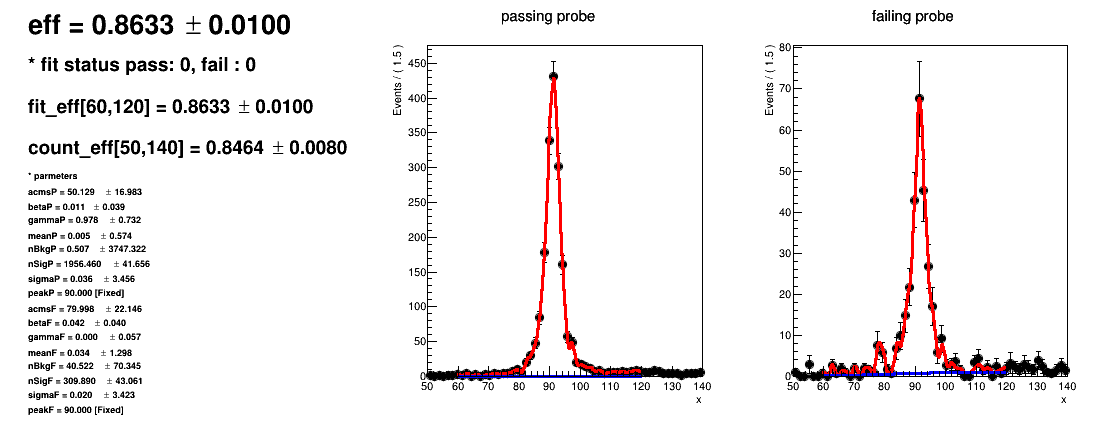 eff = 0.8633 ± 0.0100
* fit status pass: 0, fail : 0
fit_eff[60,120] = 0.8633 ± 0.0100
count_eff[50,140] = 0.8464 ± 0.0080
* parmeters
acmsP = 50.129 ± 16.983
betaP = 0.011 ± 0.039
gammaP = 0.978 ± 0.732
meanP = 0.005 ± 0.574
nBkgP = 0.507 ± 3747.322
nSigP = 1956.460 ± 41.656
sigmaP = 0.036 ± 3.456
peakP = 90.000 [Fixed]
acmsF = 79.998 ± 22.146
betaF = 0.042 ± 0.040
gammaF = 0.000 ± 0.057
meanF = 0.034 ± 1.298
nBkgF = 40.522 ± 70.345
nSigF = 309.890 ± 43.061
sigmaF = 0.020 ± 3.423
peakF = 90.000 [Fixed]
passing probe
Events / ( 1.5 )
450
400
350
300
250
200
150
100
50
0
50 60 70 80 90 100 110 120 130 140
x
failing probe
Events / ( 1.5 )
80
70
60
50
40
30
20
10
0
50 60 70 80 90 100 110 120 130 140
x